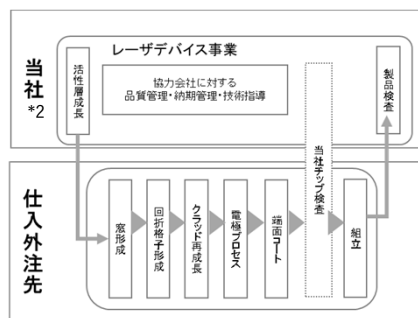 レーザデバイス事業
当社
*2
活性層成長
協力会社に対する
品質管理・納期管理・技術指導
製品検査
当社チップ検査
仕入外注先
窓形成
回折格子形成
クラッド再成長
電極プロセス
端面コート
組立